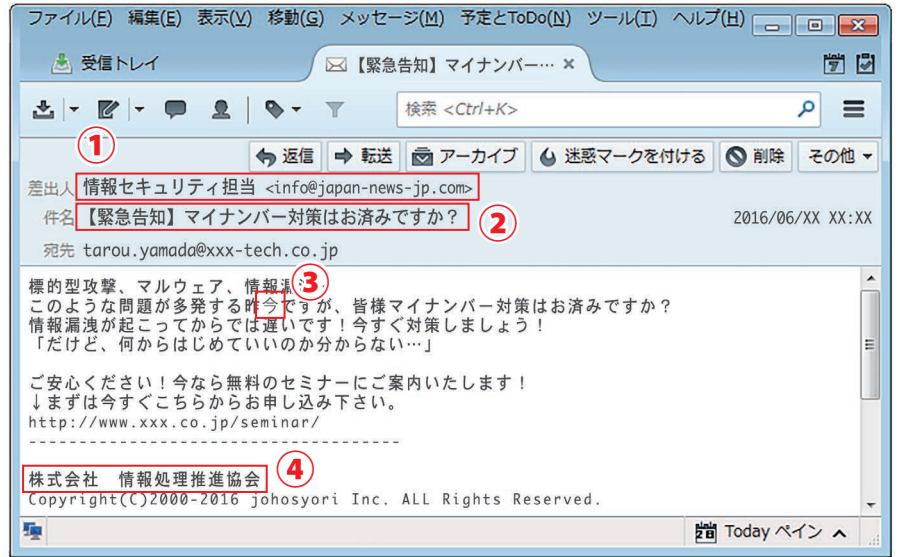 ファイル(F) 編集(E) 表示(V) 移動(G) メッセージ(M) 予定とToDo(N) ツール(T) ヘルプ(H)
受信トレイ 【緊急告知】マイナンバー… ×
検索 <Ctrl+K>
①
返信 転送 アーカイブ 迷惑マークを付ける 削除 その他
差出人 情報セキュリティ担当 <info@japan-news-jp.com>
件名 【緊急告知】マイナンバー対策はお済みですか? ② 2016/06/XX XX:XX
宛先 tarou.yamada@xxx-tech.co.jp
③
標的型攻撃、マルウェア、情報漏
このような問題が多発する昨今ですが、皆様マイナンバー対策はお済みですか?
情報漏洩が起こってからでは遅いです!今すぐ対策しましょう!
「だけど、何からはじめていいのか分からない…」
ご安心ください!今なら無料のセミナーにご案内いたします!
↓まずは今すぐこちらからお申し込み下さい。
http://www.xxx.co.jp/seminar/
-------------------------------------
株式会社 情報処理推進協会 ④
Copyright(C)2000-2016 johosyori Inc. ALL Rights Reserved.
Today ペイン